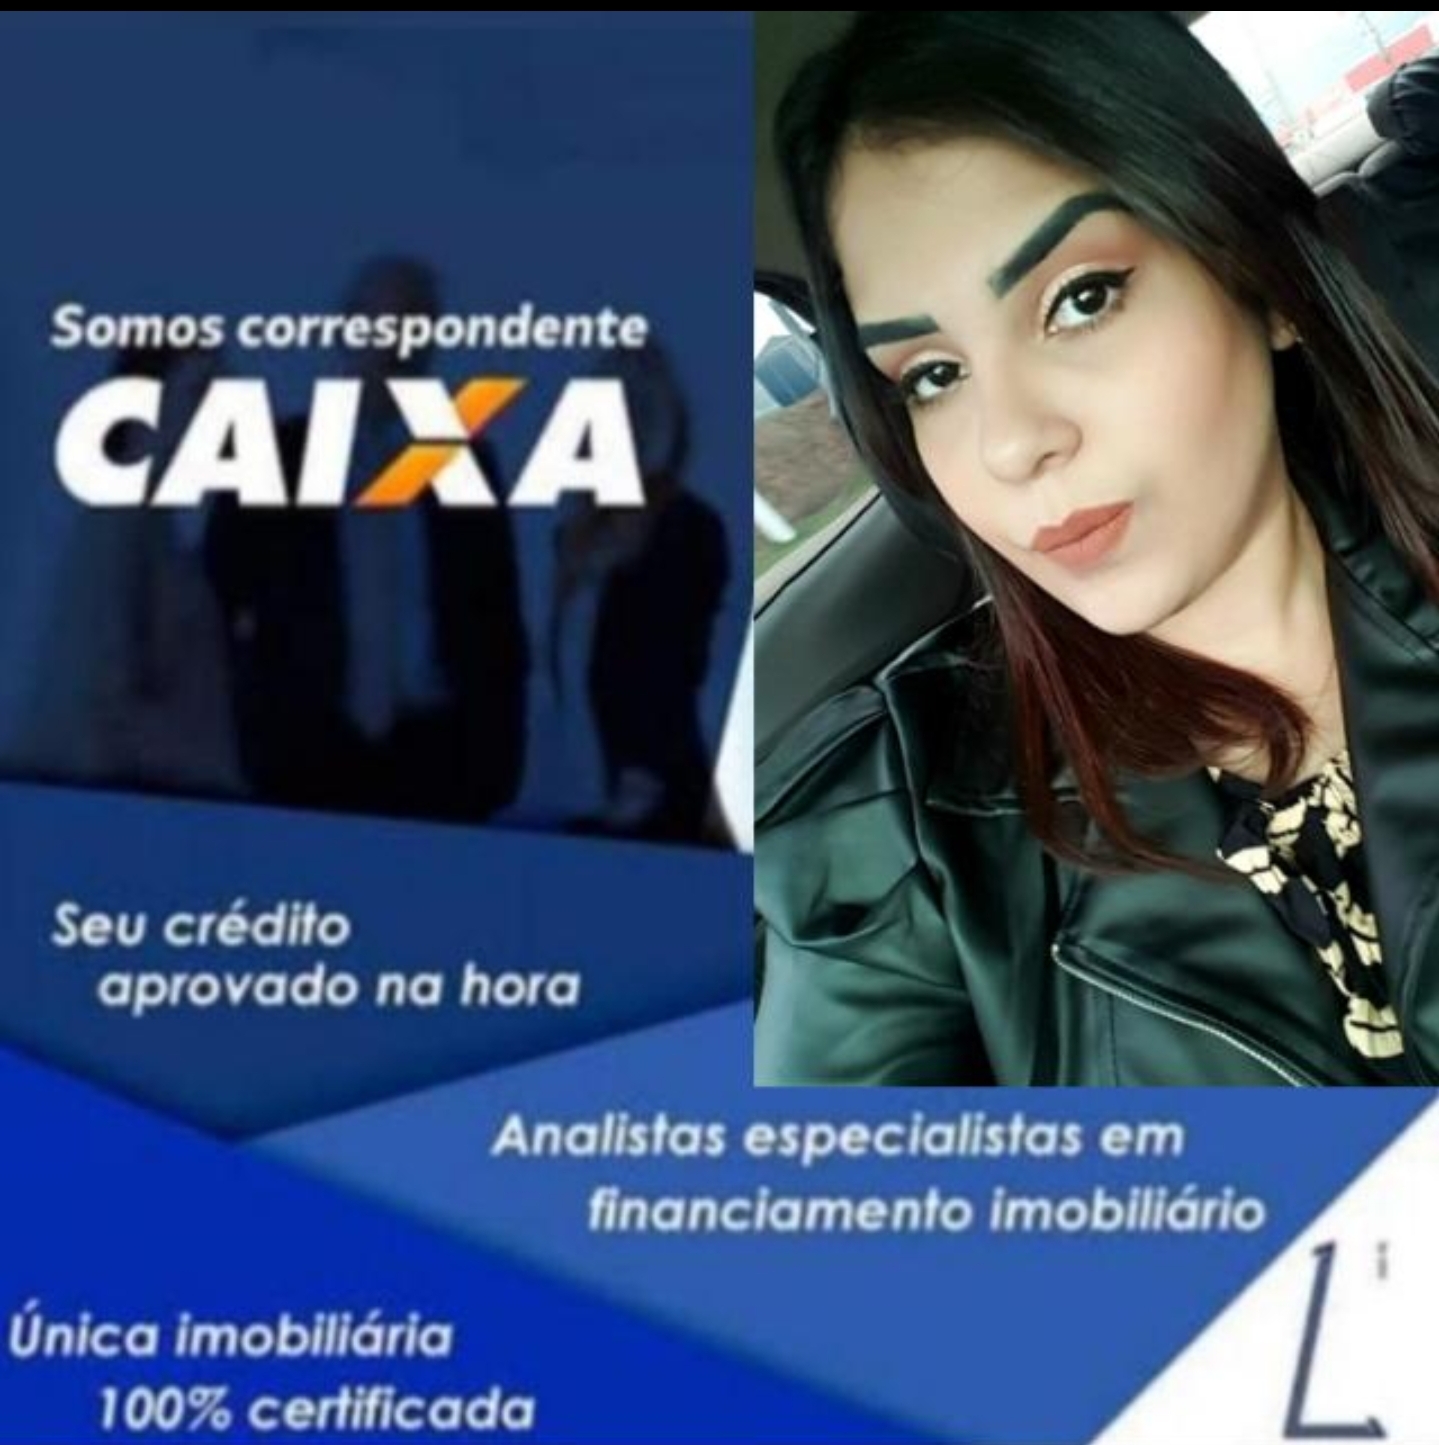 Somos correspondente
CAIXA
Seu crédito
aprovado na hora
Analistas especialistas em
financiamento imobiliário
Única imobiliária
100% certificada
L